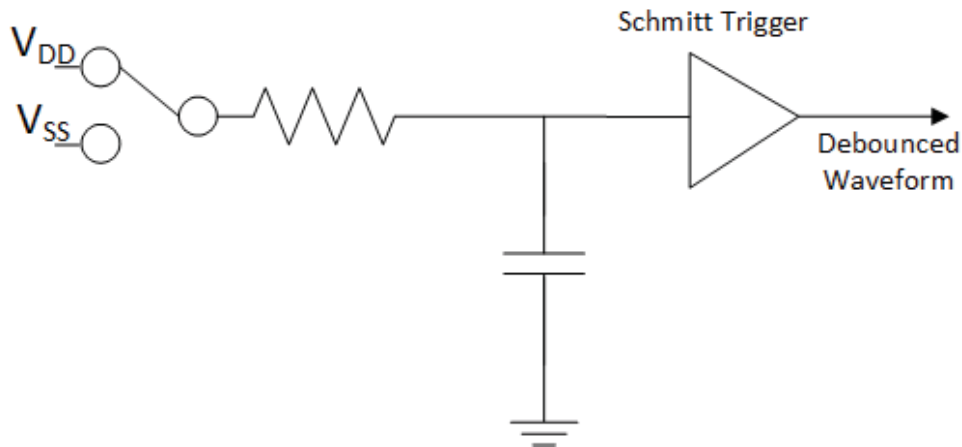 Schmitt Trigger
VDD
VSS
Debounced
Waveform